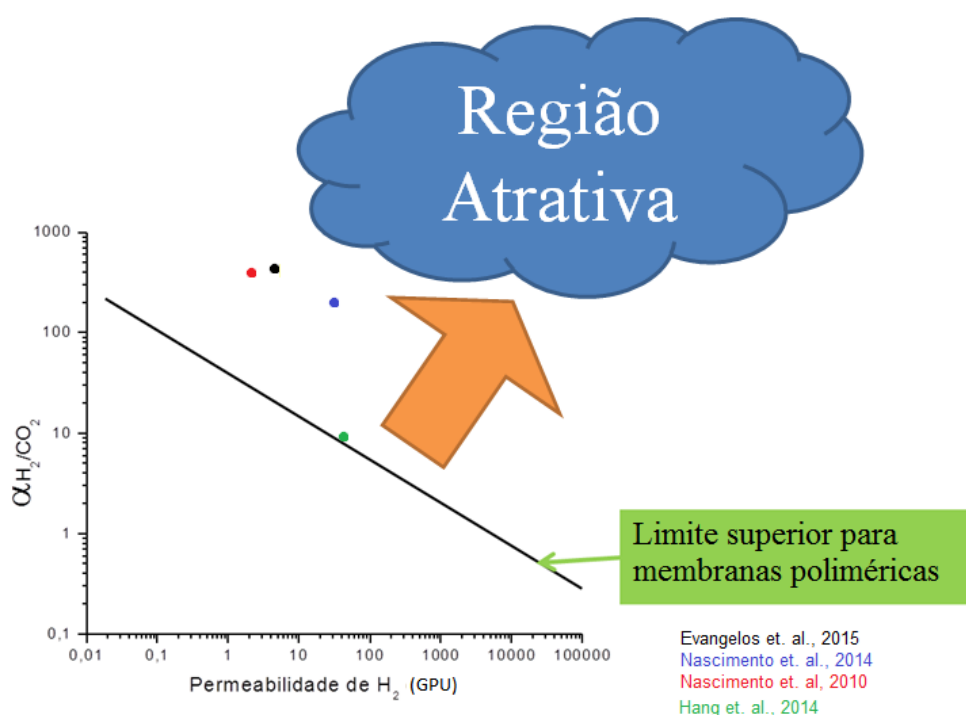 Região
Atrativa
1000
100
10
1
0,1
αH₂/CO₂
0,01
0,1
1
10
100
1000
10000
100000
Permeabilidade de H₂ (GPU)
Limite superior para
membranas poliméricas
Evangelos et. al., 2015
Nascimento et. al., 2014
Nascimento et. al, 2010
Hang et. al., 2014